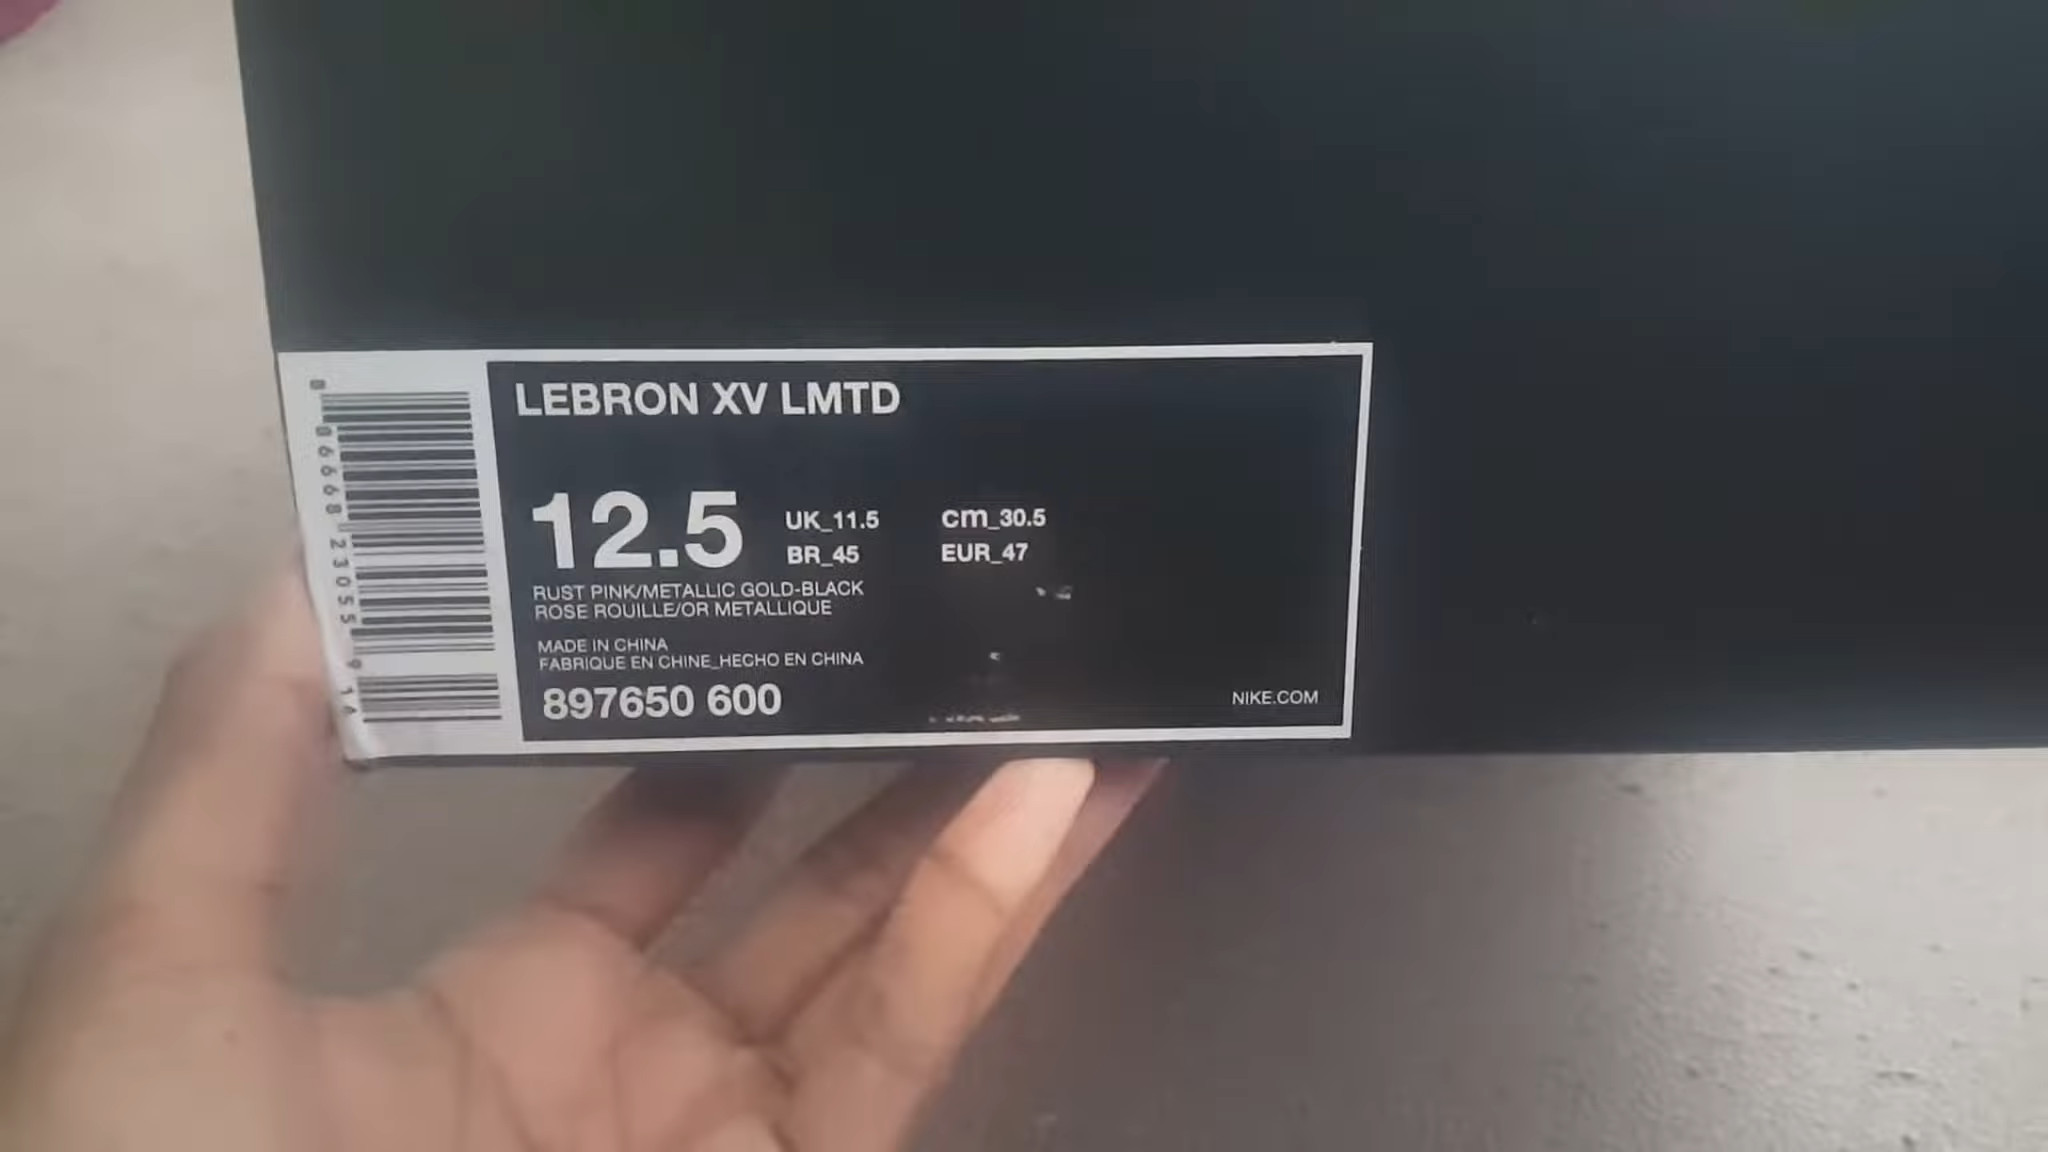 LEBRON XV LMTD
12.5
UK_11.5 cm_30.5
BR_45 EUR_47
RUST PINK/METALLIC GOLD-BLACK
ROSE ROUILLE/OR METALLIQUE
MADE IN CHINA
FABRIQUE EN CHINE_HECHO EN CHINA
897650 600
NIKE.COM